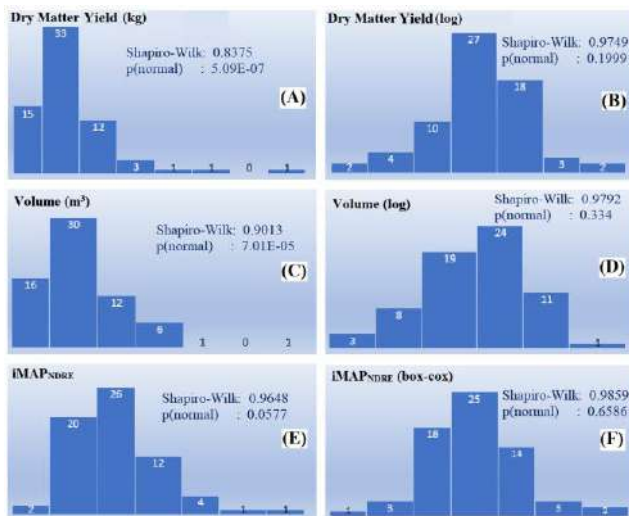 Dry Matter Yield (kg)
33
Shapiro-Wilk: 0.8375
p(normal) : 5.09E-07
15
12
3
1
1
0
1
(A)
Dry Matter Yield (log)
27
Shapiro-Wilk: 0.9749
p(normal) : 0.1999
18
10
2
4
3
2
(B)
Volume (m³)
30
Shapiro-Wilk: 0.9013
p(normal) : 7.01E-05
16
12
6
1
0
1
(C)
Volume (log)
Shapiro-Wilk: 0.9792
p(normal) : 0.334
24
19
11
8
3
1
(D)
iMAPNDRE
26
Shapiro-Wilk: 0.9648
p(normal) : 0.0577
20
12
2
4
1
1
(E)
iMAPNDRE (box-cox)
25
Shapiro-Wilk: 0.9859
p(normal) : 0.6586
18
14
1
3
3
(F)